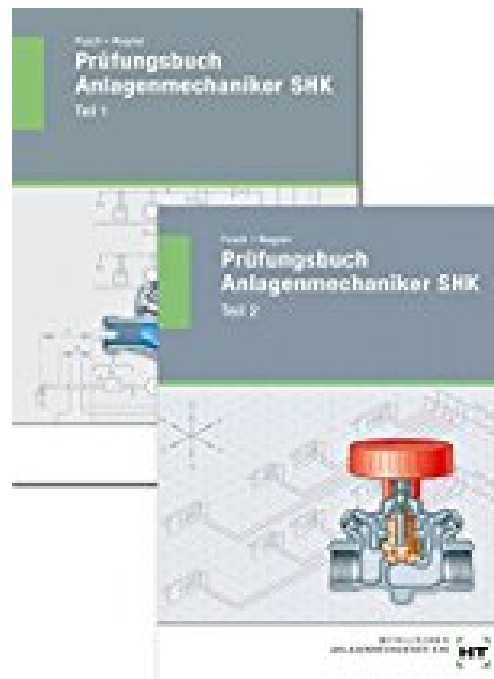 Prüfungsbuch
Anlagenmechaniker SHK
Teil 1
Prüfungsbuch
Anlagenmechaniker SHK
Teil 2
HT